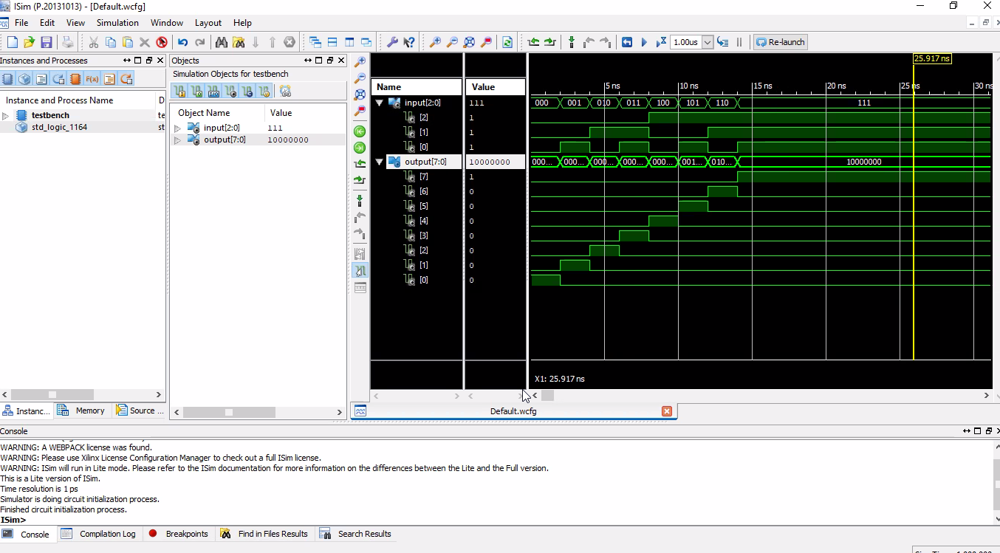 ISim (P.20131013) - [Default.wcfg]
File Edit View Simulation Window Layout Help
1.00us Re-launch
Instances and Processes
Instance and Process Name D
testbench te
std_logic_1164 st
Instanc... Memory Source ...
Objects
Simulation Objects for testbench
Object Name Value
input[2:0] 111
output[7:0] 10000000
25.917 ns
Name Value
5 ns 10 ns 15 ns 20 ns 25 ns 30 ns
input[2:0] 111 000 001 010 011 100 101 110 111
[2] 1
[1] 1
[0] 1
output[7:0] 10000000 000... 000... 000... 000... 000... 001... 010... 10000000
[7] 1
[6] 0
[5] 0
[4] 0
[3] 0
[2] 0
[1] 0
[0] 0
X1: 25.917 ns
Default.wcfg
Console
WARNING: A WEBPACK license was found.
WARNING: Please use Xilinx License Configuration Manager to check out a full ISim license.
WARNING: ISim will run in Lite mode. Please refer to the ISim documentation for more information on the differences between the Lite and the Full version.
This is a Lite version of ISim.
Time resolution is 1 ps
Simulator is doing circuit initialization process.
Finished circuit initialization process.
ISim>
Console Compilation Log Breakpoints Find in Files Results Search Results